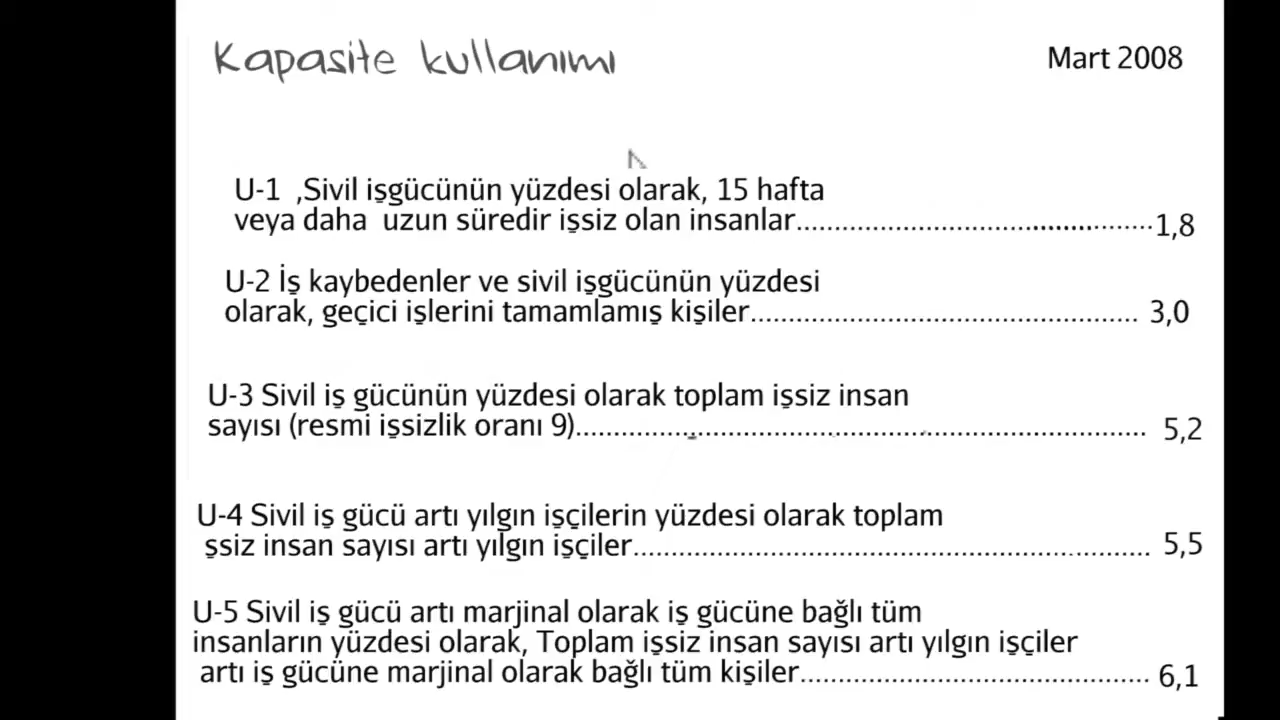 Kapasite kullanımı
Mart 2008
U-1 ,Sivil işgücünün yüzdesi olarak, 15 hafta
veya daha uzun süredir işsiz olan insanlar................................................1,8
U-2 İş kaybedenler ve sivil işgücünün yüzdesi
olarak, geçici işlerini tamamlamış kişiler.................................................... 3,0
U-3 Sivil iş gücünün yüzdesi olarak toplam işsiz insan
sayısı (resmi işsizlik oranı 9)............................................................................ 5,2
U-4 Sivil iş gücü artı yılgın işçilerin yüzdesi olarak toplam
şsiz insan sayısı artı yılgın işçiler..................................................................... 5,5
U-5 Sivil iş gücü artı marjinal olarak iş gücüne bağlı tüm
insanların yüzdesi olarak, Toplam işsiz insan sayısı artı yılgın işçiler
artı iş gücüne marjinal olarak bağlı tüm kişiler............................................... 6,1